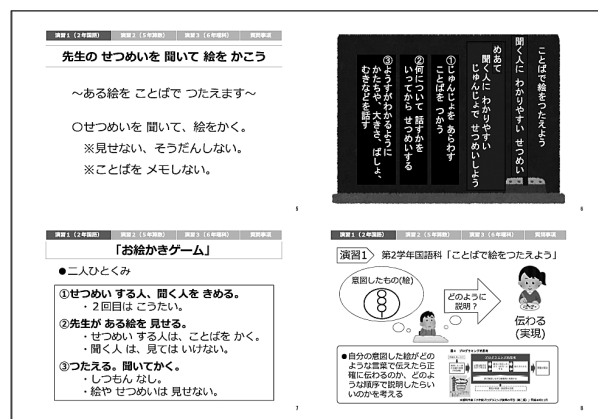 演習1（2年国語）
演習2（5年算数）
演習3（6年理科）
質問事項
先生の せつめいを 聞いて 絵を かこう
～ある絵を ことばで つたえます～
○せつめいを 聞いて、絵をかく。
※見せない、そうだんしない。
※ことばを メモしない。
5
ことばで絵をつたえよう
聞く人に わかりやすい せつめい
めあて
聞く人に わかりやすい
じゅんじょで せつめいしよう
①じゅんじょを あらわす
ことばを つかう
②何について 話すかを
いってから せつめいする
③ようすがわかるように
かたちや、大きさ、ばしょ、
むきなどを話す
6
演習1（2年国語）
演習2（5年算数）
演習3（6年理科）
質問事項
「お絵かきゲーム」
●二人ひとくみ
①せつめい する人、聞く人を きめる。
・2回目は こうたい。
②先生が ある絵を 見せる。
・せつめい する人は、ことばを かく。
・聞く人 は、見ては いけない。
③つたえる。聞いてかく。
・しつもん なし。
・絵や せつめいは 見せない。
7
演習1（2年国語）
演習2（5年算数）
演習3（6年理科）
質問事項
演習1 第2学年国語科「ことばで絵をつたえよう」
意図したもの(絵)
どのように
説明？
伝わる
(実現)
●自分の意図した絵がどの
ような言葉で伝えたら正
確に伝わるのか、どのよ
うな順序で説明したらい
いのかを考える
8